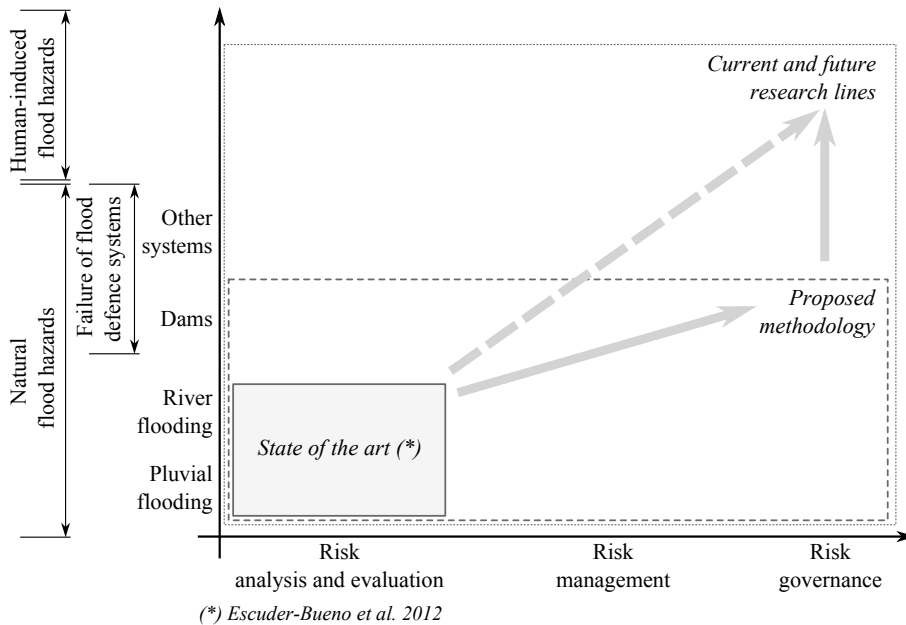 Human-induced
flood hazards
Natural
flood hazards
Failure of flood
defence systems
Other
systems
Dams
River
flooding
Pluvial
flooding
Current and future
research lines
Proposed
methodology
State of the art (*)
Risk
analysis and evaluation
Risk
management
Risk
governance
(*) Escuder-Bueno et al. 2012